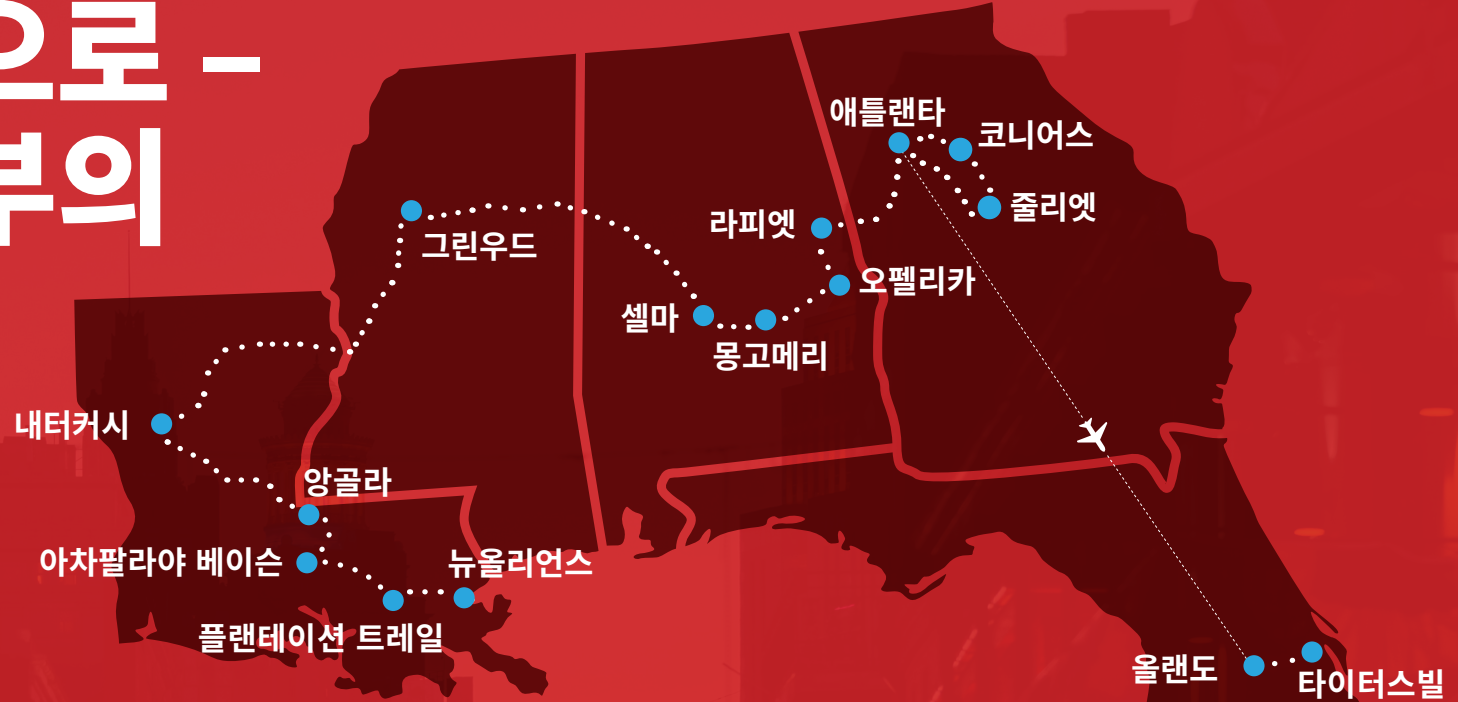 으로 –
부의
애틀랜타
코니어스
줄리엣
라피엣
그린우드
오펠리카
셀마
몽고메리
내터커시
앙골라
아차팔라야 베이슨
뉴올리언스
플랜테이션 트레일
올랜도
타이터스빌